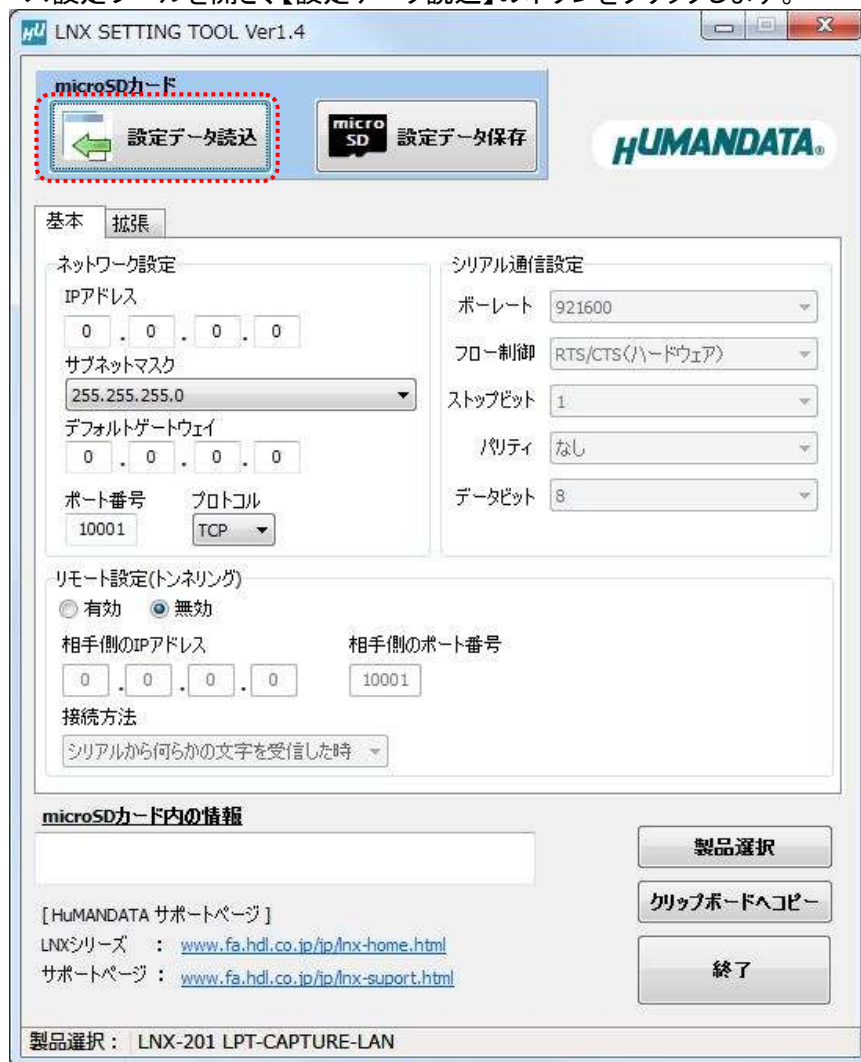 LNX SETTING TOOL Ver1.4
microSDカード
設定データ読込
micro SD 設定データ保存
HUMANDATA®
基本 拡張
ネットワーク設定
IPアドレス
0 . 0 . 0 . 0
サブネットマスク
255.255.255.0
デフォルトゲートウェイ
0 . 0 . 0 . 0
ポート番号 プロトコル
10001 TCP
シリアル通信設定
ボーレート 921600
フロー制御 RTS/CTS(ハードウェア)
ストップビット 1
パリティ なし
データビット 8
リモート設定(トンネリング)
有効 無効
相手側のIPアドレス 相手側のポート番号
0 . 0 . 0 . 0 10001
接続方法
シリアルから何らかの文字を受信した時
microSDカード内の情報
製品選択
クリップボードへコピー
終了
[ HuMANDATA サポートページ ]
LNXシリーズ : www.fa.hdl.co.jp/jp/lnx-home.html
サポートページ : www.fa.hdl.co.jp/jp/lnx-suport.html
製品選択 : LNX-201 LPT-CAPTURE-LAN